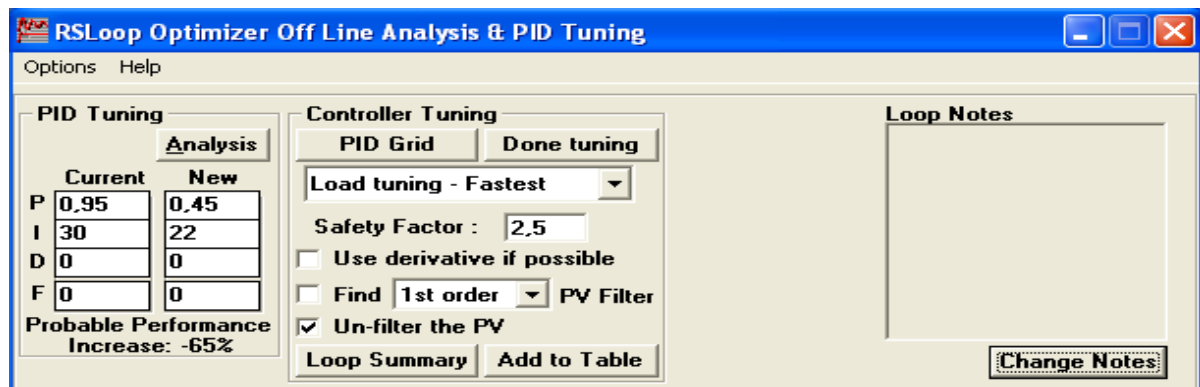 RSLoop Optimizer Off Line Analysis & PID Tuning
Options Help
PID Tuning
Analysis
Current New
P 0,95 0,45
I 30 22
D 0 0
F 0 0
Probable Performance
Increase: -65%
Controller Tuning
PID Grid Done tuning
Load tuning - Fastest
Safety Factor : 2,5
Use derivative if possible
Find 1st order PV Filter
Un-filter the PV
Loop Summary Add to Table
Loop Notes
Change Notes